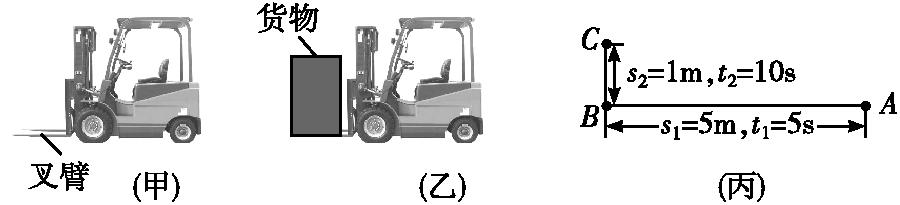 叉臂
(甲)
货物
(乙)
C
s₂=1m,t₂=10s
B
A
s₁=5m,t₁=5s
(丙)